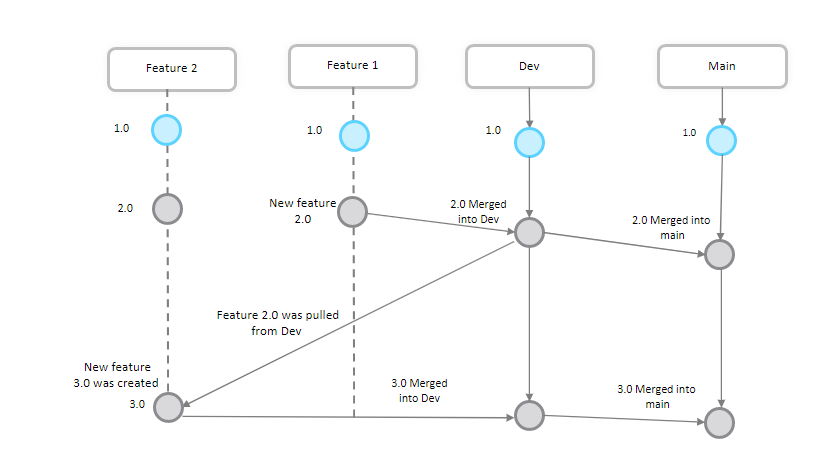 Feature 2
Feature 1
Dev
Main
1.0
1.0
1.0
1.0
2.0
New feature
2.0
2.0 Merged
into Dev
2.0 Merged into
main
Feature 2.0 was pulled
from Dev
New feature
3.0 was created
3.0
3.0 Merged
into Dev
3.0 Merged into
main